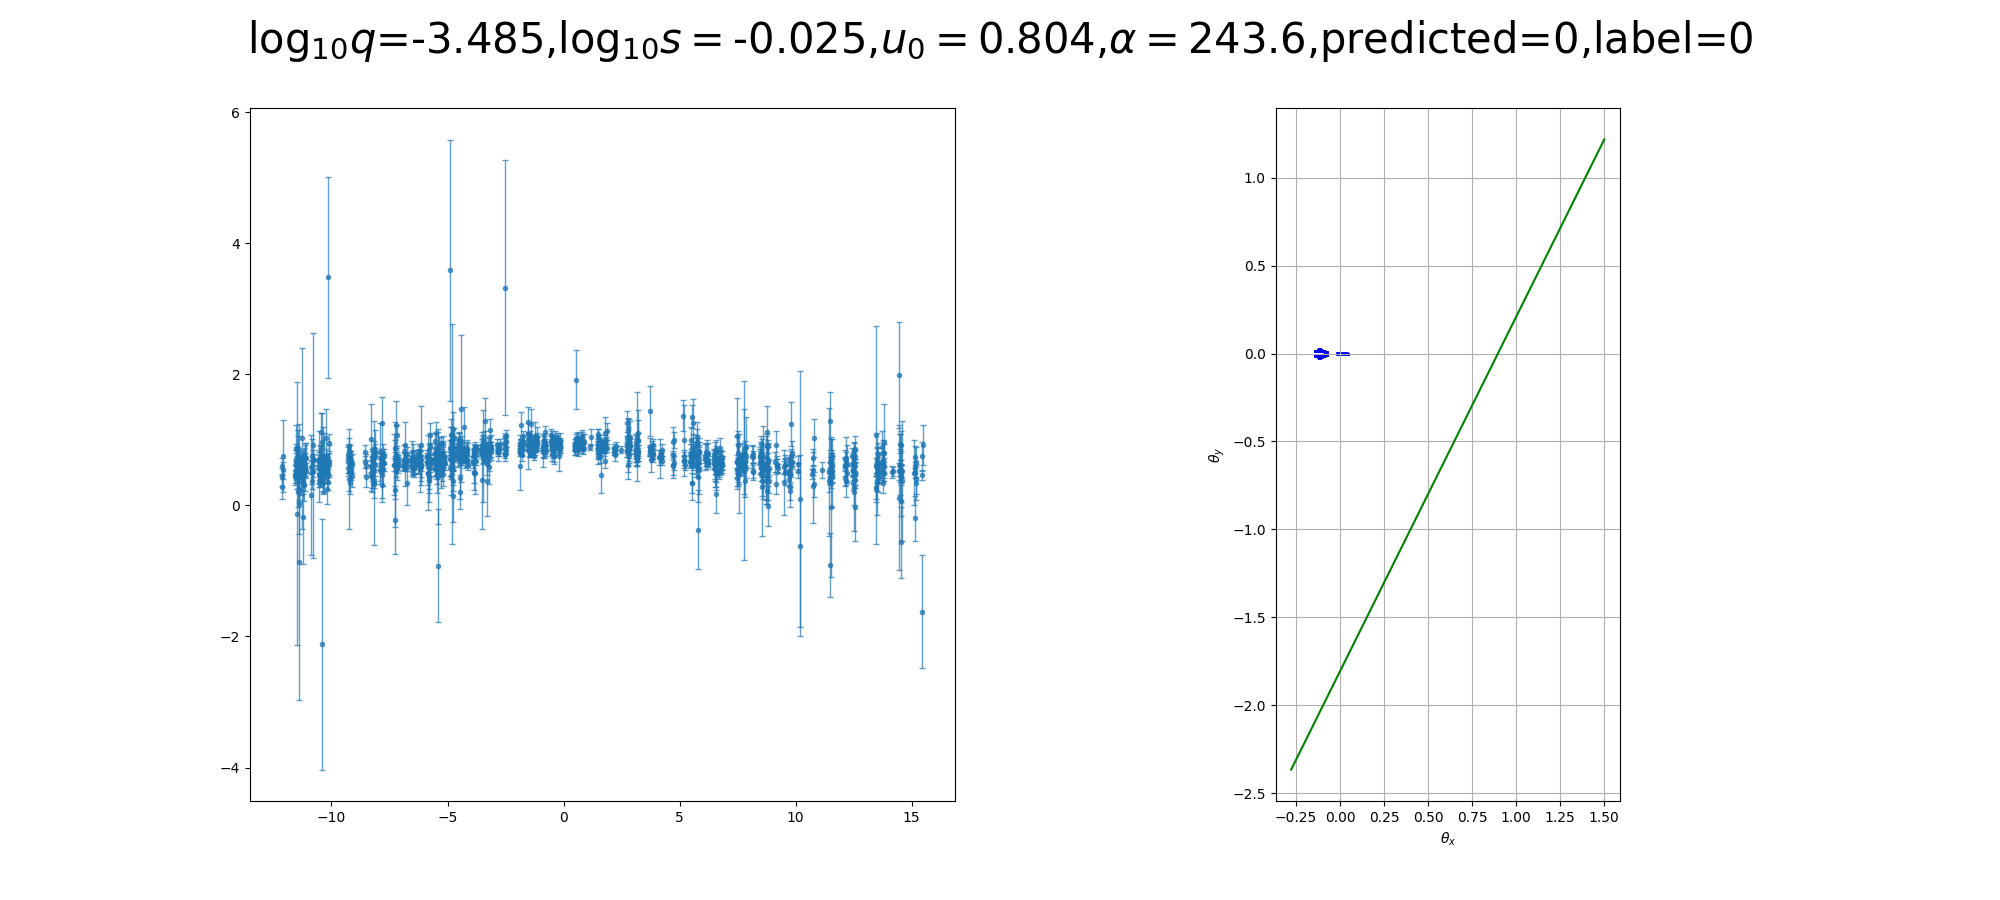 log₁₀q=-3.485,log₁₀s = -0.025,u₀ = 0.804,α = 243.6,predicted=0,label=0
6
4
2
0
−2
−4
−10 −5 0 5 10 15
1.0
0.5
0.0
−0.5
−1.0
−1.5
−2.0
−2.5
θy
−0.25 0.00 0.25 0.50 0.75 1.00 1.25 1.50
θₓ